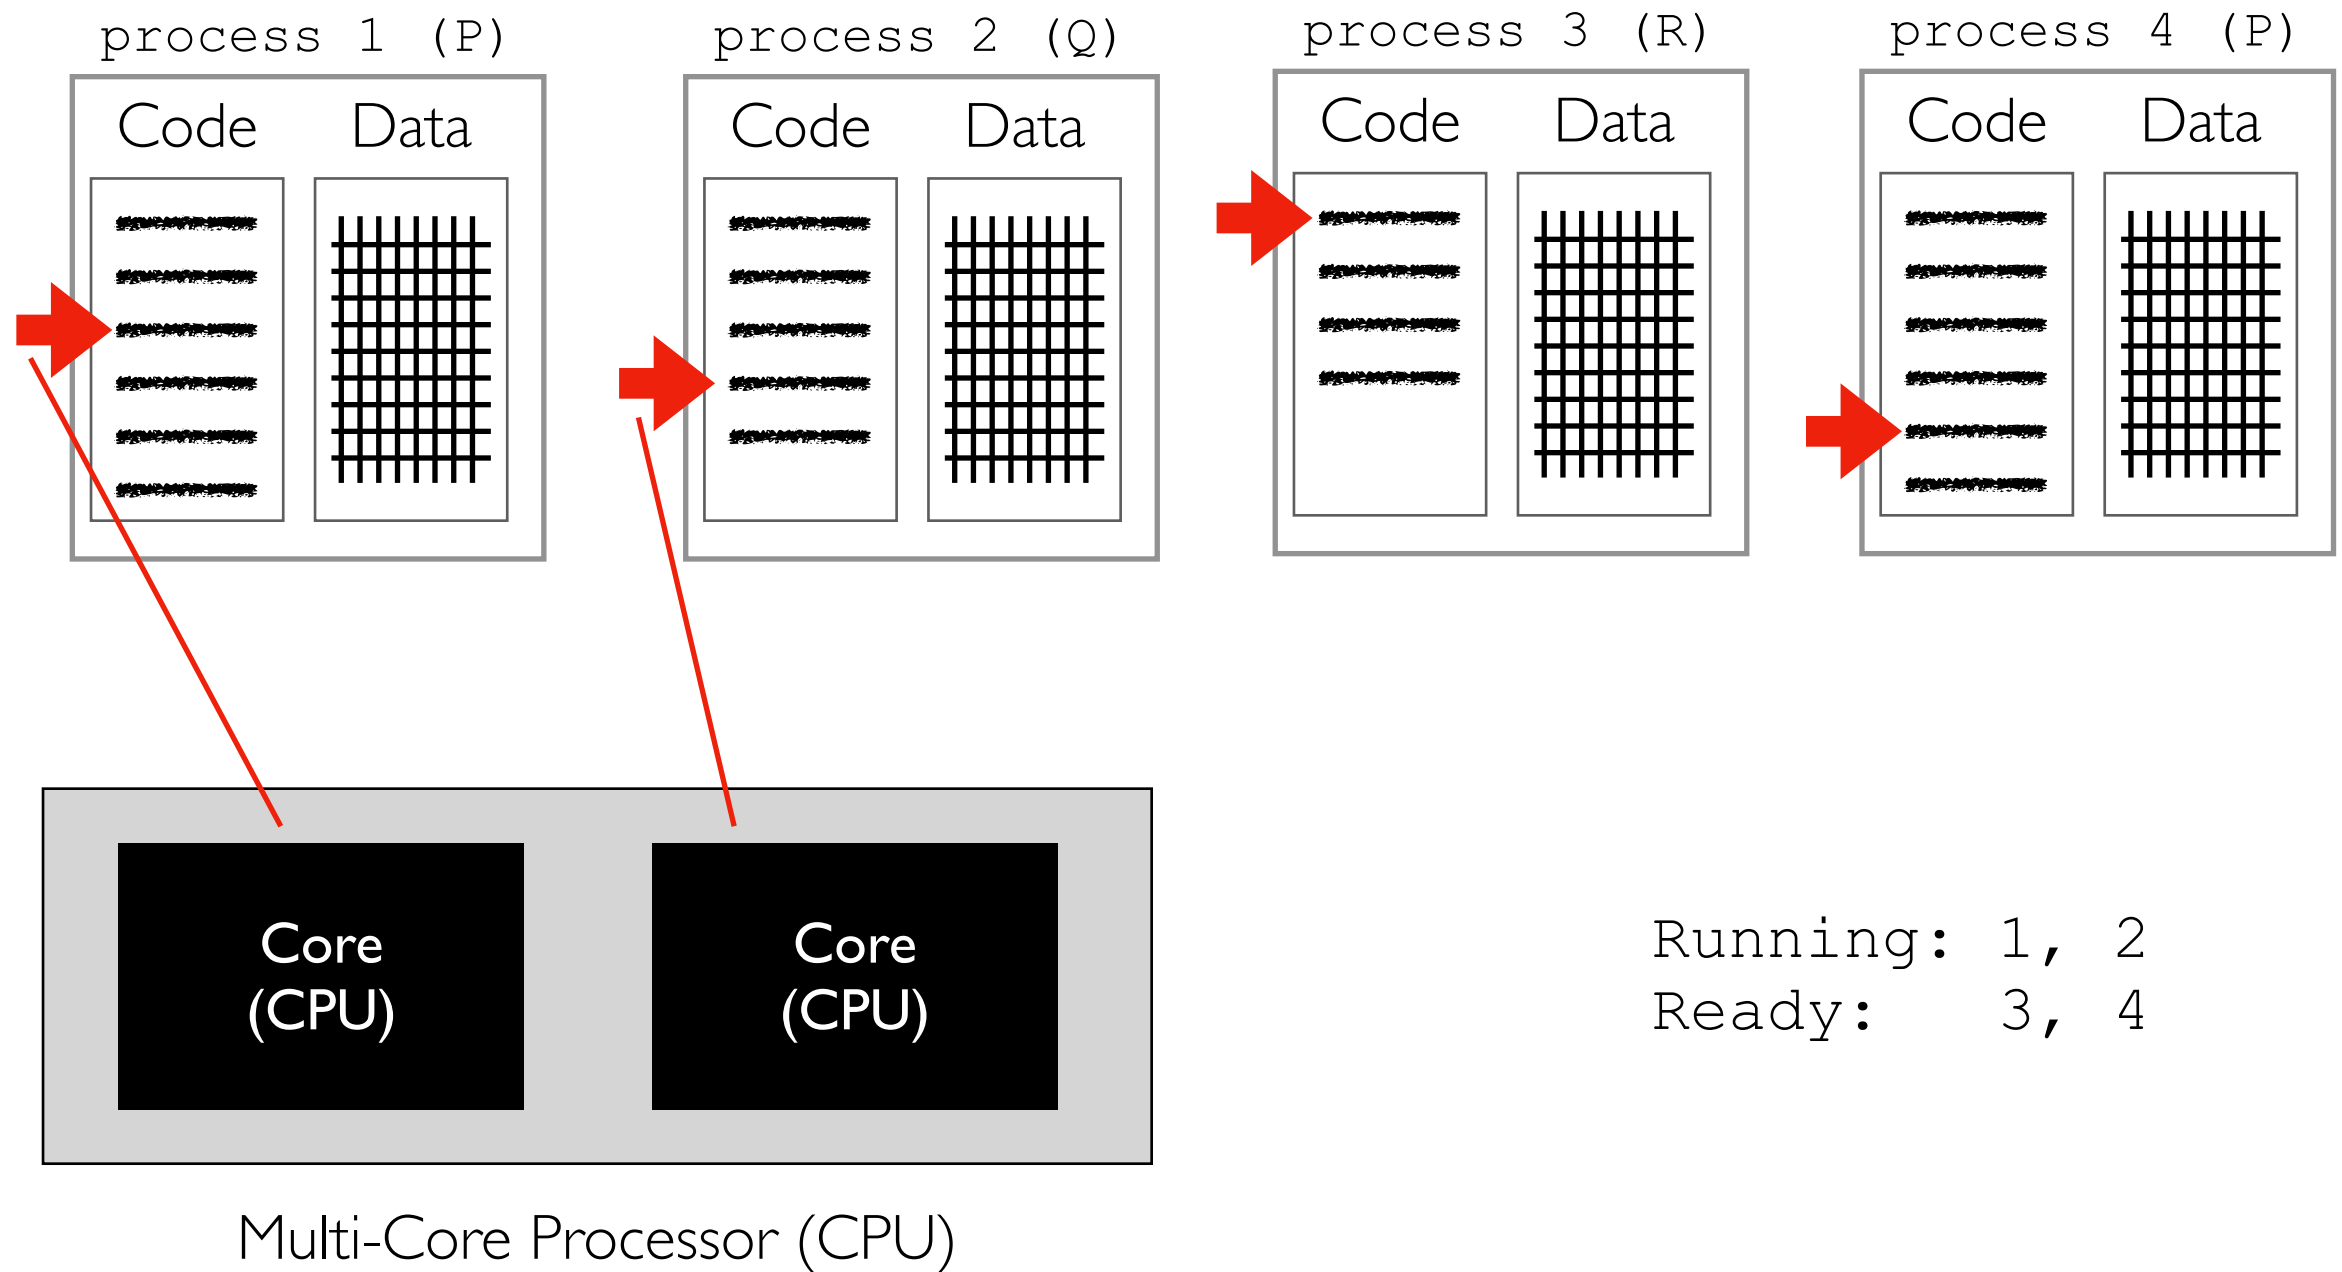 process 1 (P)
process 2 (Q)
process 3 (R)
process 4 (P)
Code
Data
Code
Data
Code
Data
Code
Data
Core
(CPU)
Core
(CPU)
Running: 1, 2
Ready: 3, 4
Multi-Core Processor (CPU)